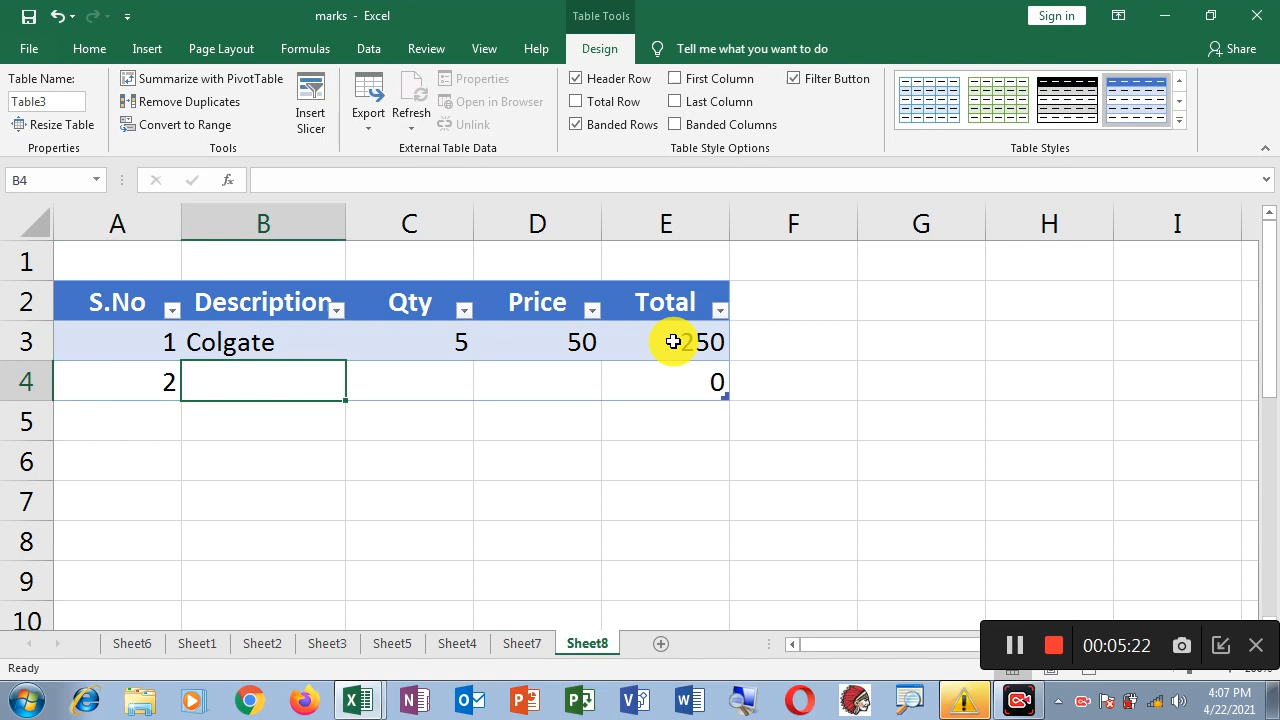 marks - Excel
Table Tools
Sign in
File Home Insert Page Layout Formulas Data Review View Help Design Tell me what you want to do Share
Table Name:
Table3
Resize Table
Properties
Summarize with PivotTable
Remove Duplicates
Convert to Range
Tools
Insert
Slicer
Export
Refresh
Properties
Open in Browser
Unlink
External Table Data
Header Row
Total Row
Banded Rows
First Column
Last Column
Banded Columns
Filter Button
Table Style Options
Table Styles
B4
fx
A B C D E F G H I
1
2 S.No Description Qty Price Total
3 1 Colgate 5 50 250
4 2 0
5
6
7
8
9
10
Sheet6 Sheet1 Sheet2 Sheet3 Sheet5 Sheet4 Sheet7 Sheet8
00:05:22
Ready
4:07 PM
4/22/2021